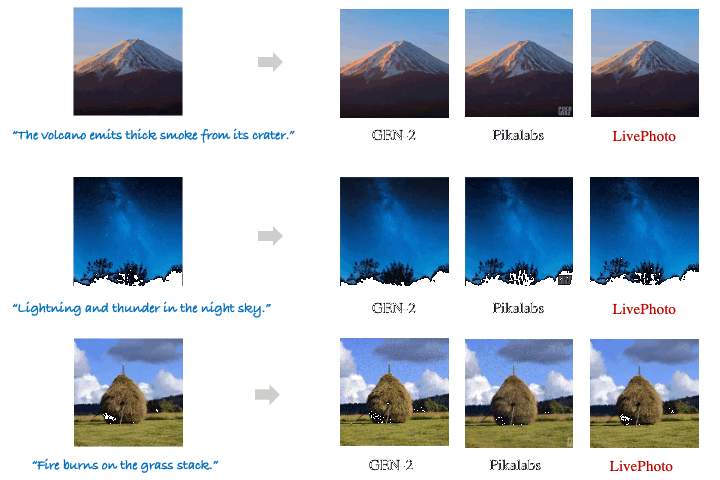 “The volcano emits thick smoke from its crater.”
GEN-2
Pikalabs
LivePhoto
“Lightning and thunder in the night sky.”
GEN-2
Pikalabs
LivePhoto
“Fire burns on the grass stack.”
GEN-2
Pikalabs
LivePhoto